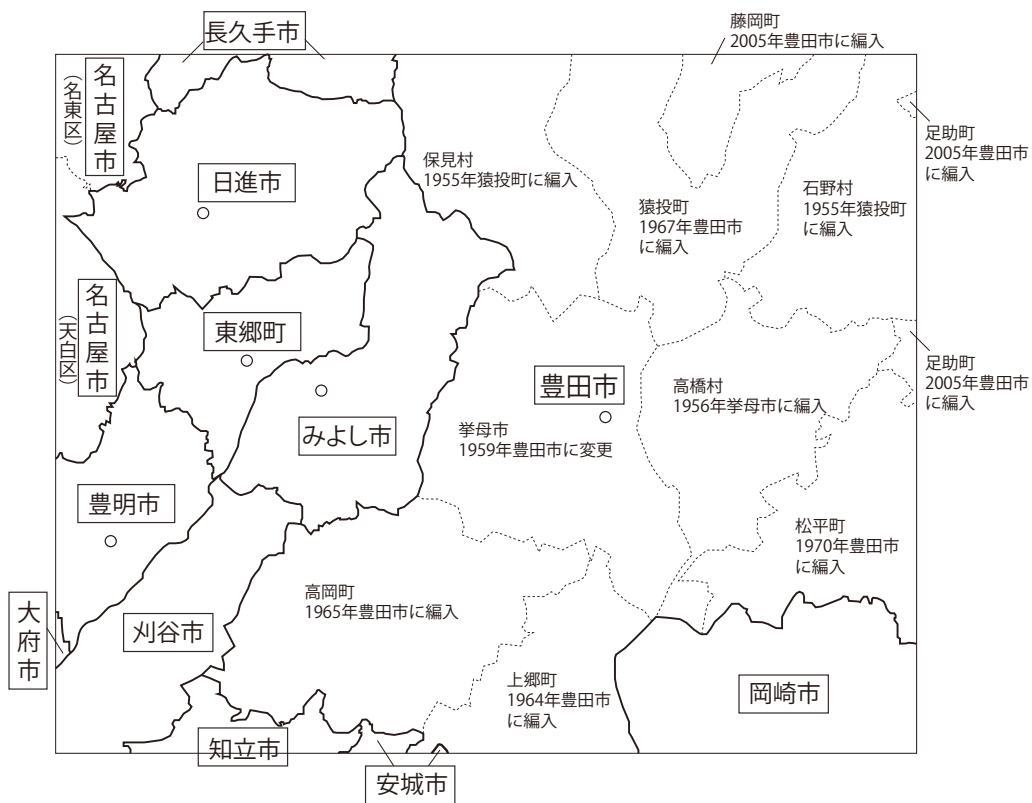 長久手市
藤岡町
2005年豊田市に編入
名古屋市
(名東区)
足助町
2005年豊田市
に編入
日進市
保見村
1955年猿投町に編入
猿投町
1967年豊田市
に編入
石野村
1955年猿投町
に編入
名古屋市
(天白区)
東郷町
みよし市
豊田市
挙母市
1959年豊田市に変更
高橋村
1956年挙母市に編入
足助町
2005年豊田市
に編入
豊明市
松平町
1970年豊田市
に編入
大府市
刈谷市
高岡町
1965年豊田市に編入
上郷町
1964年豊田市
に編入
岡崎市
知立市
安城市